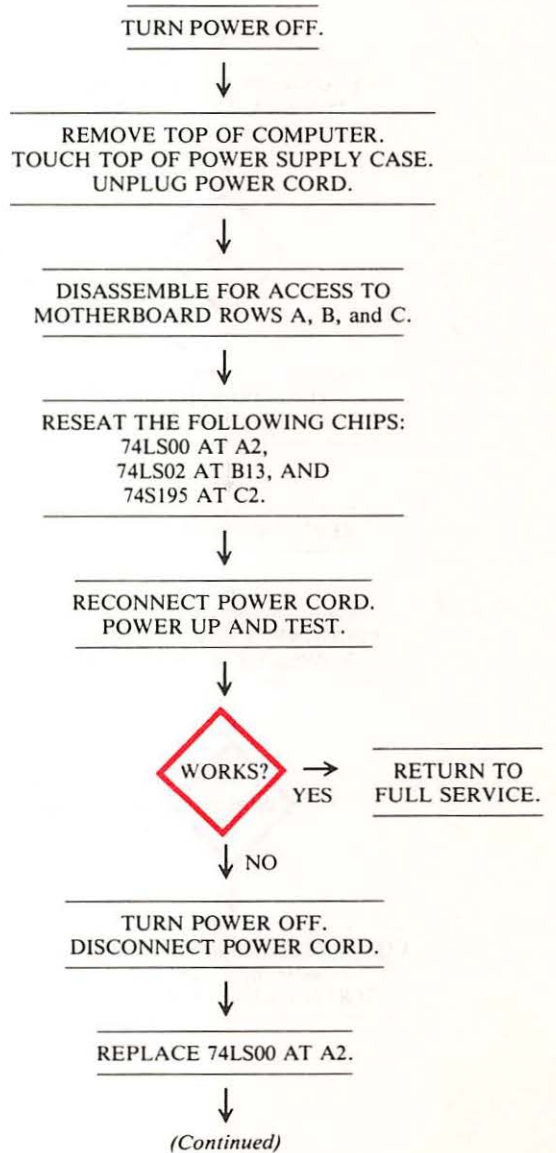 TURN POWER OFF.
REMOVE TOP OF COMPUTER.
TOUCH TOP OF POWER SUPPLY CASE.
UNPLUG POWER CORD.
DISASSEMBLE FOR ACCESS TO
MOTHERBOARD ROWS A, B, and C.
RESEAT THE FOLLOWING CHIPS:
74LS00 AT A2,
74LS02 AT B13, AND
74S195 AT C2.
RECONNECT POWER CORD.
POWER UP AND TEST.
WORKS?
YES
RETURN TO
FULL SERVICE.
NO
TURN POWER OFF.
DISCONNECT POWER CORD.
REPLACE 74LS00 AT A2.
(Continued)